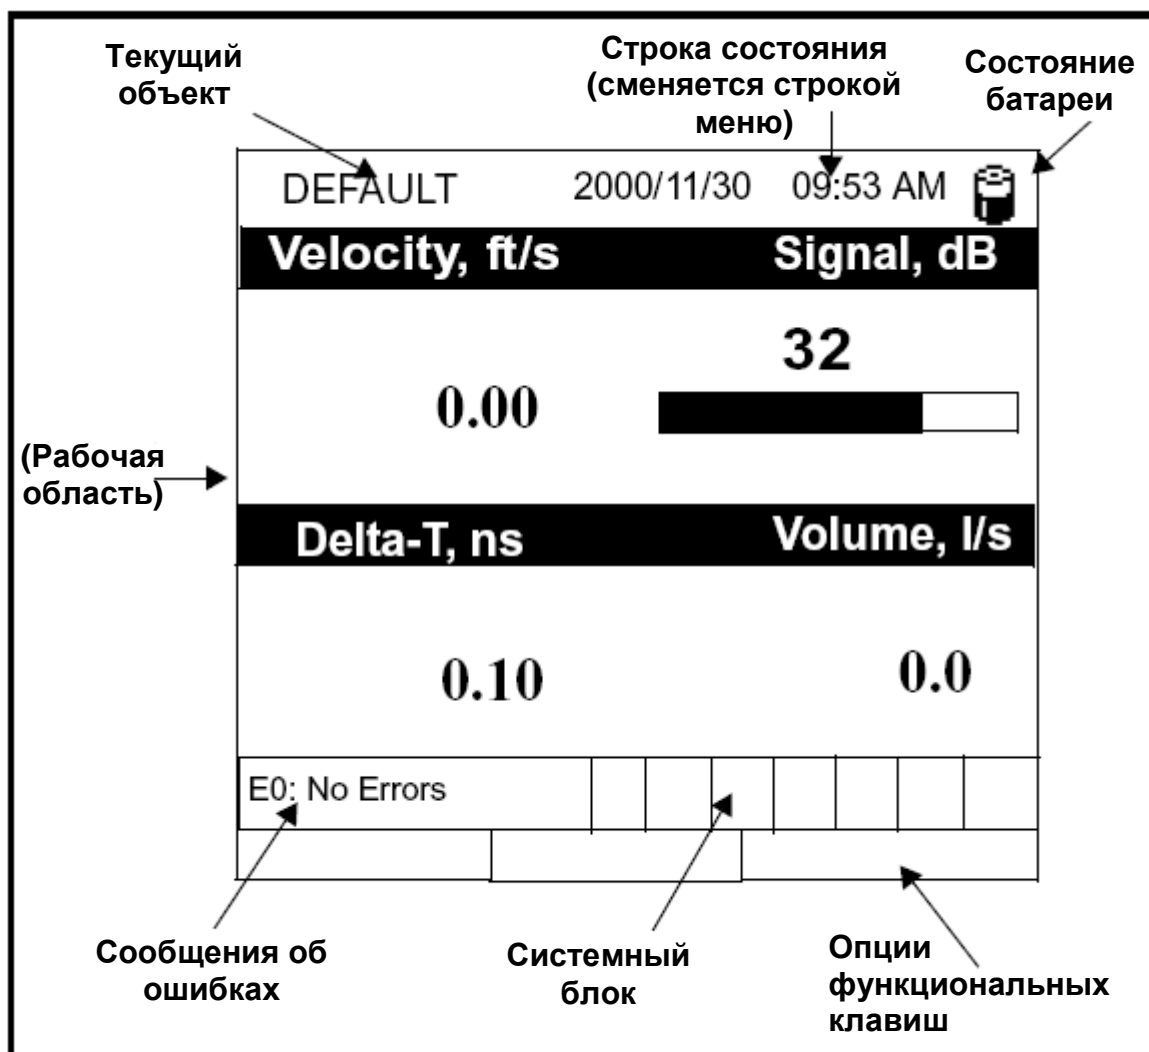 Текущий
объект
Строка состояния
(сменяется строкой
меню)
Состояние
батареи
DEFAULT 2000/11/30 09:53 AM
Velocity, ft/s Signal, dB
32
0.00
(Рабочая
область)
Delta-T, ns Volume, l/s
0.10 0.0
E0: No Errors
Сообщения об
ошибках
Системный
блок
Опции
функциональных
клавиш